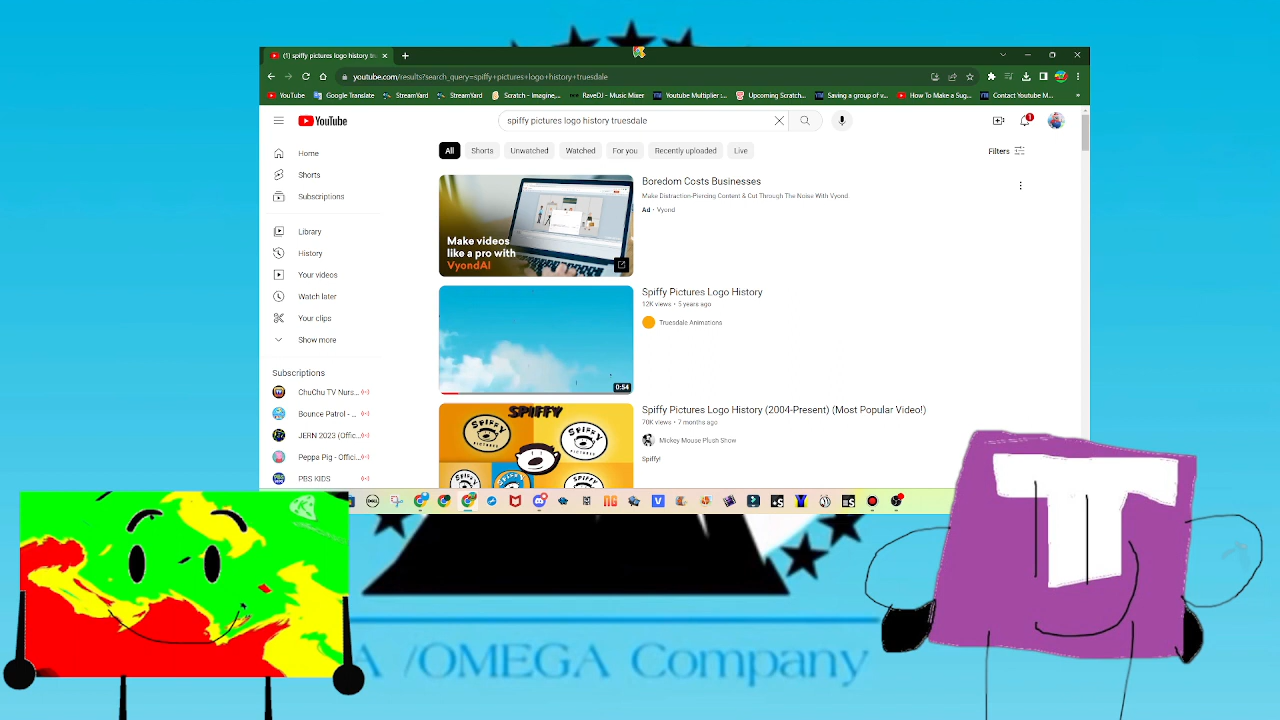 (1) spiffy pictures logo history tru
youtube.com/results?search_query=spiffy+pictures+logo+history+truesdale
YouTube
Google Translate
StreamYard
StreamYard
Scratch - Imagine,...
RaveDJ - Music Mixer
Youtube Multiplier :...
Upcoming Scratch...
Saving a group of v...
How To Make a Sug...
Contact Youtube M...
»
YouTube
spiffy pictures logo history truesdale
1
All
Shorts
Unwatched
Watched
For you
Recently uploaded
Live
Filters
Home
Shorts
Subscriptions
Library
History
Your videos
Watch later
Your clips
Show more
Subscriptions
ChuChu TV Nurs...
Bounce Patrol - ...
JERN 2023 (Offic...
Peppa Pig - Offici...
PBS KIDS
Make videos
like a pro with
VyondAI
Boredom Costs Businesses
Make Distraction-Piercing Content & Cut Through The Noise With Vyond.
Ad · Vyond
0:54
Spiffy Pictures Logo History
12K views • 5 years ago
Truesdale Animations
SPIFFY
SPIFFY
PICTURES
SPIFFY
PICTURES
Spiffy Pictures Logo History (2004-Present) (Most Popular Video!)
70K views • 7 months ago
Mickey Mouse Plush Show
Spiffy!
T
A /OMEGA Company